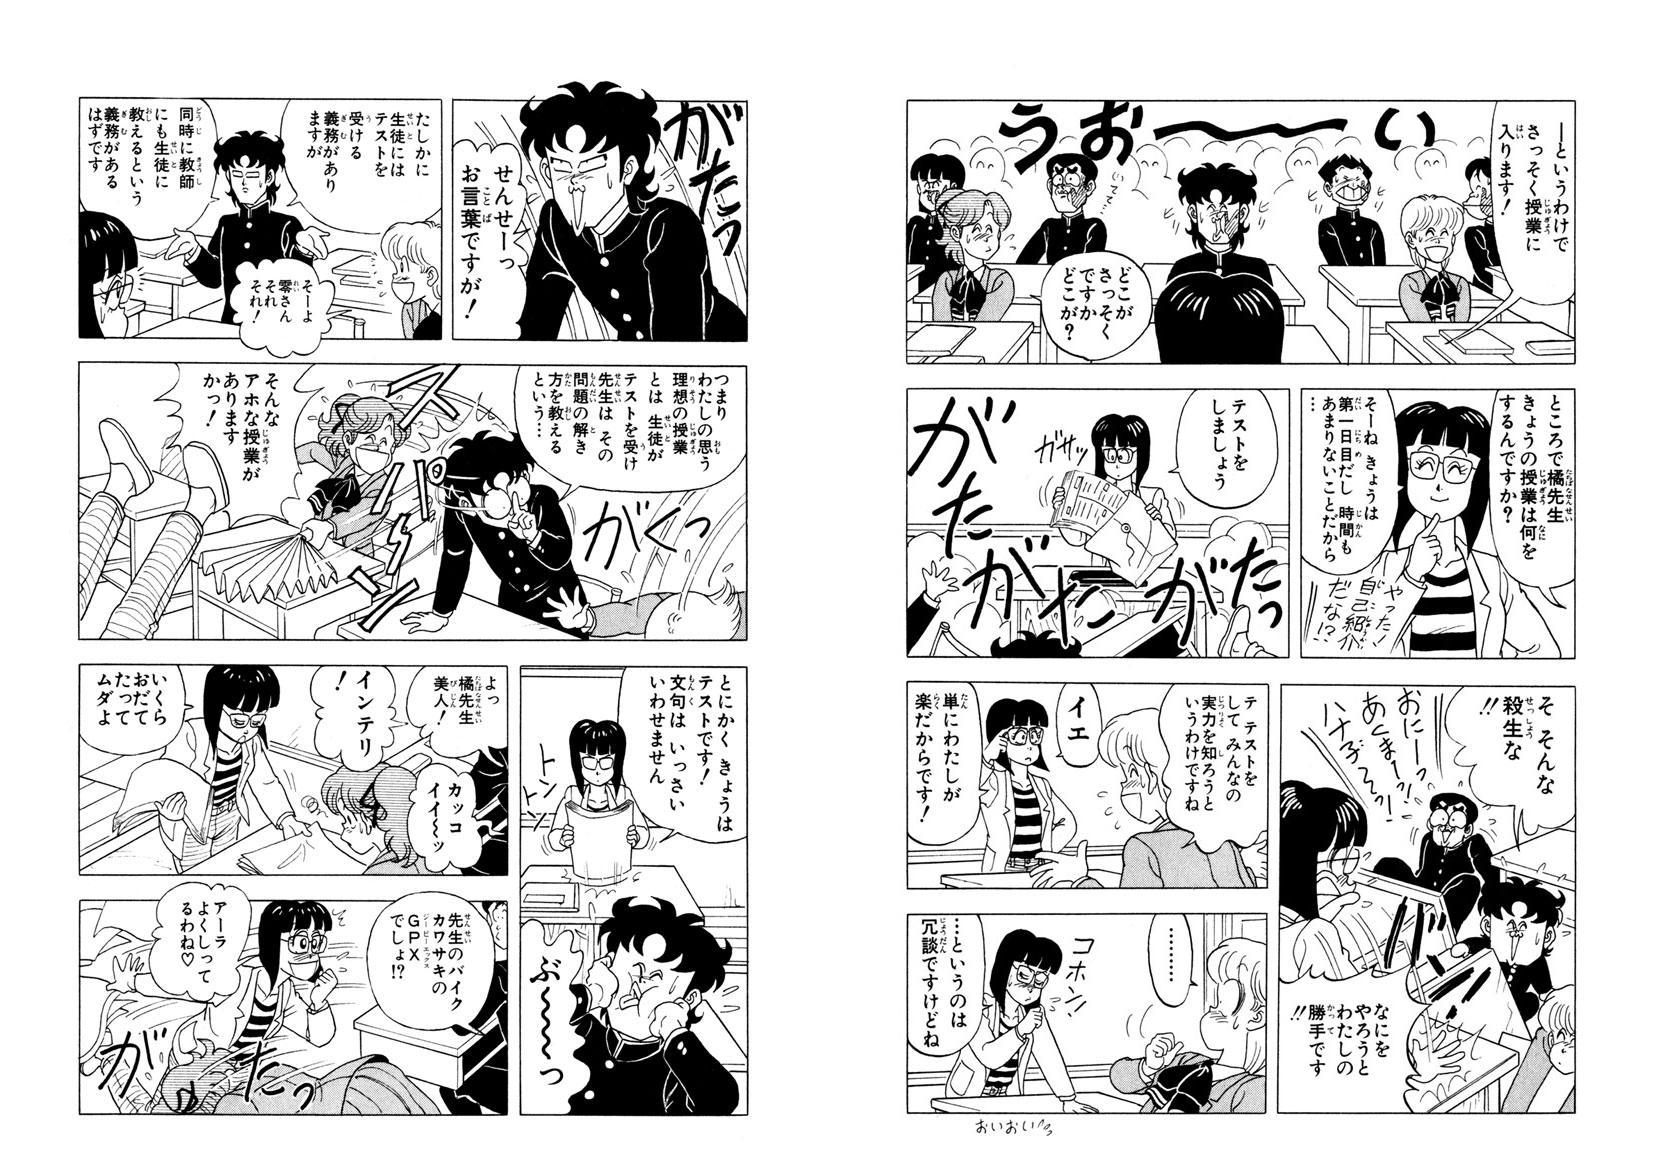 うお〜〜い
ーというわけで
さっそく授業に
入ります！
どこが
さっそく
ですか
どこが？
ところで橘先生
きょうの授業は何を
するんですか？
そーね きょうは
第一日目だし 時間も
あまりないことだから
…
やった！
自己紹介
だな!?
テストを
しましょう
ガサッ
がたがたがたっ
そ そんな
殺生な
!!
おにーっ
あくまーっ!
ハナぞ〜っ!
なにを
やろうと
わたしの
勝手です
!!
テ テストを
して みんなの
実力を知ろうと
いうわけですね
イエ
単にわたしが
楽だからです！
………
コホン!
…というのは
冗談ですけどね
おいおい
がたっ
せんせーっ
お言葉ですが！
たしかに
生徒には
テストを
受ける
義務があり
ますが
同時に教師
にも生徒に
教えるという
義務がある
はずです
そーよ
零さん
それ
それ！
つまり
わたしの思う
理想の授業
とは 生徒が
テストを受け
先生は その
問題の解き
方を教える
という…
がくっ
スパーン
そんな
アホな授業が
あります
かっ！
とにかく きょうは
テストです！
文句は いっさい
いわせません
トン
トン
ぶ〜〜〜〜っ
よっ
橘先生
美人！
インテリ
！
カッコ
イイ〜ッ
いくら
おだて
たって
ムダよ
先生のバイク
カワサキの
GPX
でしょ!?
アーラ
よくしって
るわね♡
がたっ